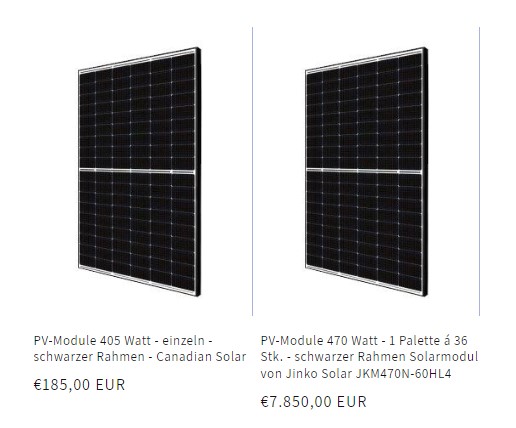 PV-Module 405 Watt - einzeln -
schwarzer Rahmen - Canadian Solar
€185,00 EUR
PV-Module 470 Watt - 1 Palette á 36
Stk. - schwarzer Rahmen Solarmodul
von Jinko Solar JKM470N-60HL4
€7.850,00 EUR